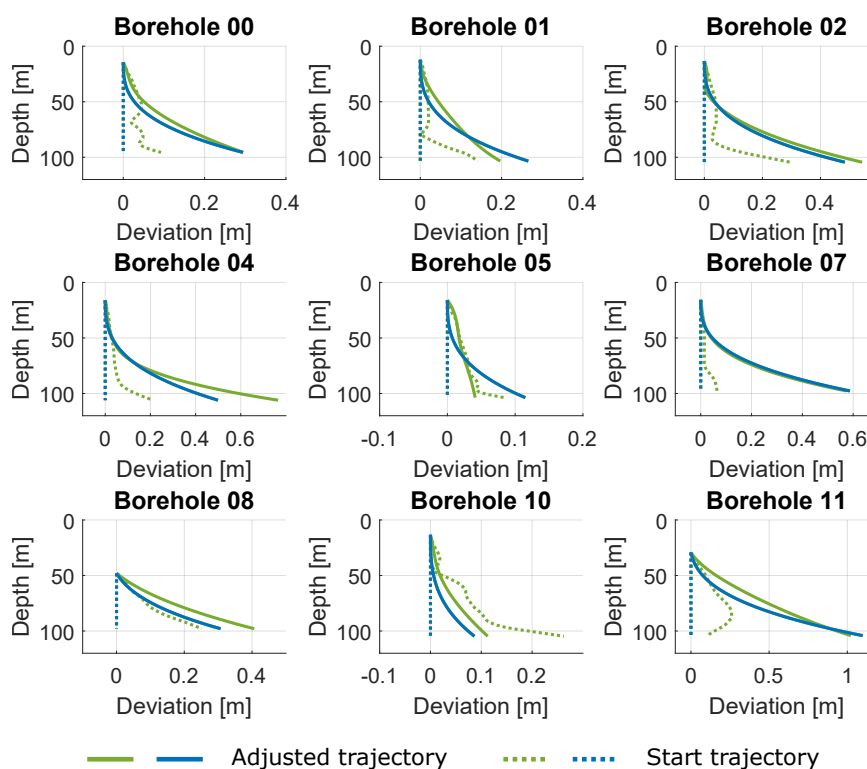 Borehole 00 Borehole 01 Borehole 02
0 0 0
Depth [m] Depth [m] Depth [m]
50 50 50
100 100 100
0 0.2 0.4 0 0.2 0.4 0 0.2 0.4
Deviation [m] Deviation [m] Deviation [m]
Borehole 04 Borehole 05 Borehole 07
0 0 0
Depth [m] Depth [m] Depth [m]
50 50 50
100 100 100
0 0.2 0.4 0.6 -0.1 0 0.1 0.2 0 0.2 0.4 0.6
Deviation [m] Deviation [m] Deviation [m]
Borehole 08 Borehole 10 Borehole 11
0 0 0
Depth [m] Depth [m] Depth [m]
50 50 50
100 100 100
0 0.2 0.4 -0.1 0 0.1 0.2 0 0.5 1
Deviation [m] Deviation [m] Deviation [m]
Adjusted trajectory Start trajectory